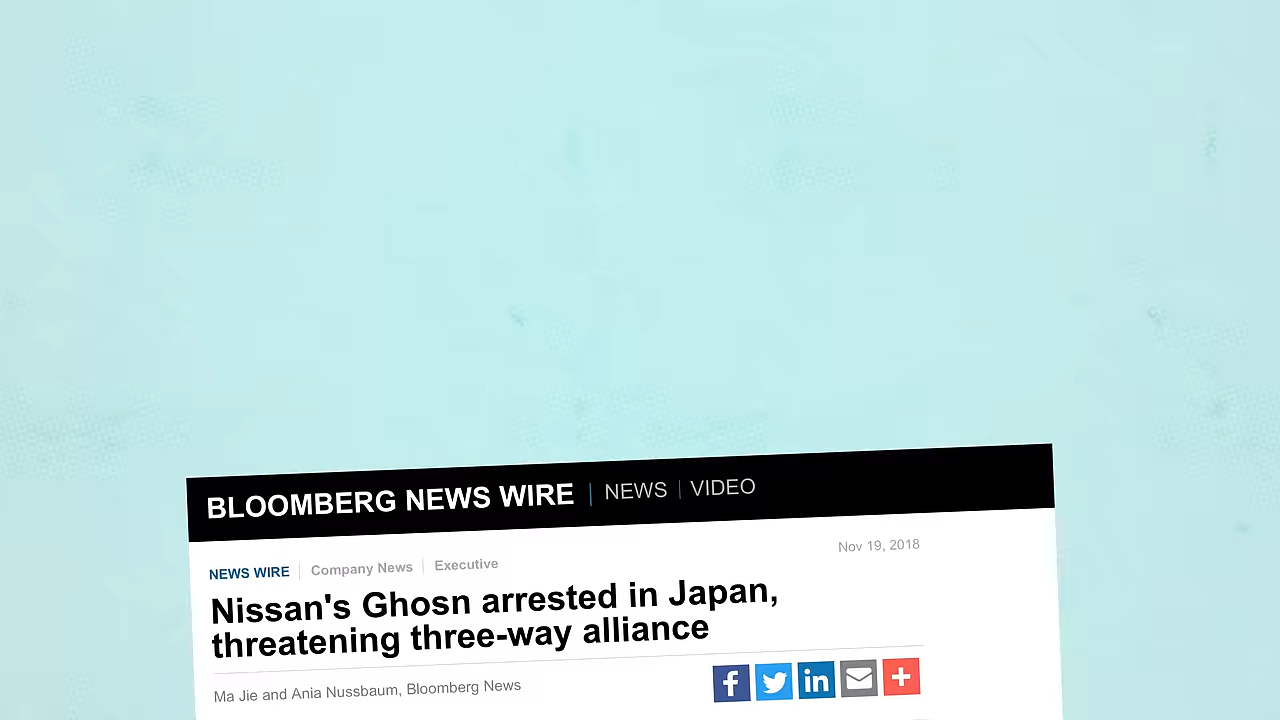 BLOOMBERG NEWS WIRE | NEWS | VIDEO
Nov 19, 2018
NEWS WIRE | Company News | Executive
Nissan's Ghosn arrested in Japan,
threatening three-way alliance
Ma Jie and Ania Nussbaum, Bloomberg News